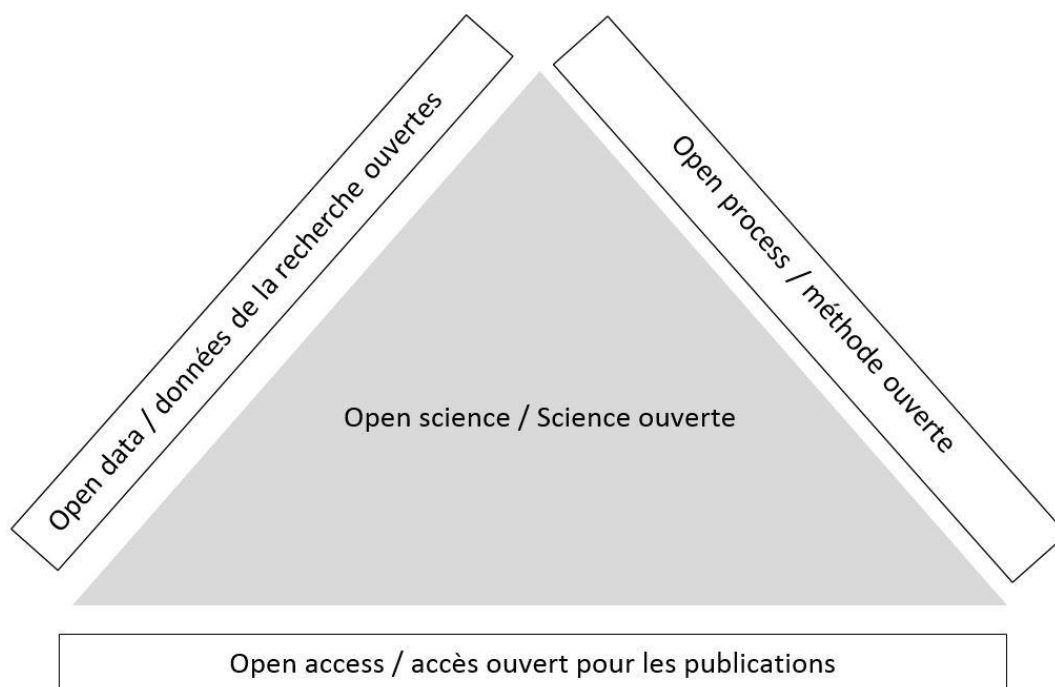 Open data / données de la recherche ouvertes
Open process / méthode ouverte
Open science / Science ouverte
Open access / accès ouvert pour les publications